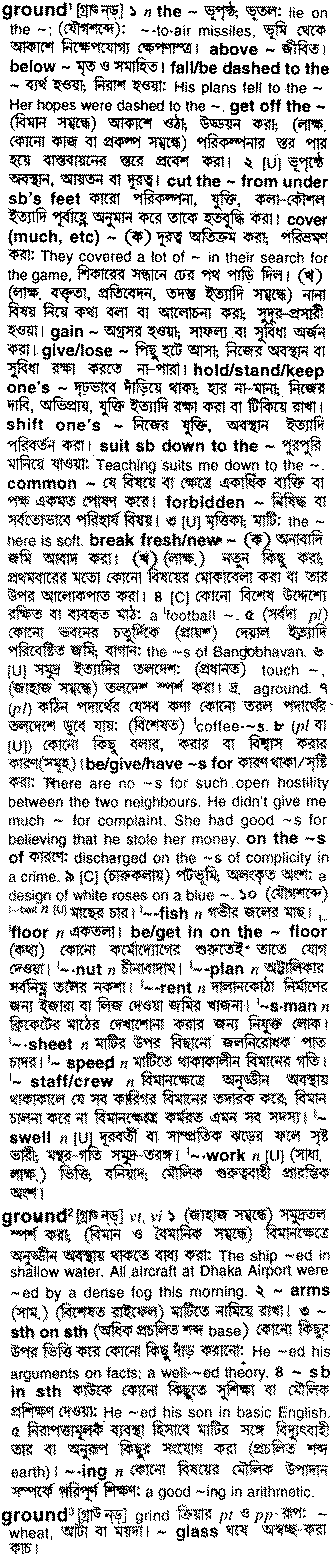 ground¹ [গ্রাউন্ড্] n ১ the ~ ভূপৃষ্ঠ; ভূতল: lie on
the ~; (যৌগশব্দে) ~-to-air missiles, ভূমি থেকে
আকাশে নিক্ষেপযোগ্য ক্ষেপণাস্ত্র। above ~ জীবিত।
below ~ মৃত ও সমাহিত। fall/be dashed to the
~ ব্যর্থ হওয়া; নিরাশ হওয়া: His plans fell to the ~
Her hopes were dashed to the ~. get off the ~
(বিমান সম্বন্ধে) আকাশে ওঠা; উড্ডয়ন করা; (লাক্ষ.
কোনো কাজ বা প্রকল্প সম্বন্ধে) পরিকল্পনার স্তর পার
হয়ে বাস্তবায়নের স্তরে প্রবেশ করা। ২ [U] ভূপৃষ্ঠে
অবস্থান, আয়তন বা দূরত্ব। cut the ~ from under
sb's feet কারো পরিকল্পনা, যুক্তি, কলা-কৌশল
ইত্যাদি পূর্বাহ্ণে অনুমান করে তাকে হতবুদ্ধি করা। cover
(much, etc) ~ (ক) দূরত্ব অতিক্রম করা; পরিভ্রমণ
করা: They covered a lot of ~ in their search for
the game, শিকারের সন্ধানে ঢের পথ পাড়ি দিল। (খ)
(লাক্ষ. বক্তৃতা, প্রতিবেদন, তদন্ত ইত্যাদি সম্বন্ধে) নানা
বিষয় নিয়ে কথা বলা বা আলোচনা করা; সুদূর-প্রসারী
হওয়া। gain ~ অগ্রসর হওয়া; সাফল্য বা সুবিধা অর্জন
করা। give/lose ~ পিছু হটে আসা; নিজের অবস্থান বা
সুবিধা রক্ষা করতে না-পারা। hold/stand/keep
one's ~ দৃঢ়ভাবে দাঁড়িয়ে থাকা; হার না-মানা; নিজের
দাবি, অভিপ্রায়, যুক্তি ইত্যাদি রক্ষা করা বা টিকিয়ে রাখা।
shift one's ~ নিজের যুক্তি, অবস্থান ইত্যাদি
পরিবর্তন করা। suit sb down to the ~ পুরপুরি
মানিয়ে যাওয়া: Teaching suits me down to the ~.
common ~ যে বিষয়ে বা ক্ষেত্রে একাধিক ব্যক্তি বা
পক্ষ একমত পোষণ করে। forbidden ~ নিষিদ্ধ বা
সর্বতোভাবে পরিহার্য বিষয়। ৩ [U] মৃত্তিকা; মাটি: the ~
here is soft. break fresh/new ~ (ক) অনাবাদি
জমি আবাদ করা। (খ) (লাক্ষ.) নতুন কিছু করা;
প্রথমবারের মতো কোনো বিষয়ের মোকাবেলা করা বা তার
উপর আলোকপাত করা। ৪ [C] কোনো বিশেষ উদ্দেশ্যে
রক্ষিত বা ব্যবহৃত মাঠ: a ˈfootball ~. ৫ (সর্বদা pl)
কোনো ভবনের চতুর্দিকে (প্রায়শ) দেয়াল ইত্যাদি
পরিবেষ্টিত জমি, বাগান: the ~s of Bangobhavan. ৬
[U] সমুদ্র ইত্যাদির তলদেশ: (প্রধানত) touch ~,
(জাহাজ সম্বন্ধে) তলদেশ স্পর্শ করা। দ্র. aground. ৭
(pl) কঠিন পদার্থের যেসব কণা কোনো তরল পদার্থের
তলদেশে ডুবে যায়: (বিশেষত) ˈcoffee-~s. ৮ (pl বা
[U]) কোনো কিছু বলার, করার বা বিশ্বাস করার
কারণ(সমূহ)। be/give/have ~s for কারণ থাকা/সৃষ্টি
করা: There are no ~s for such open hostility
between the two neighbours. He didn't give me
much ~ for complaint. She had good ~s for
believing that he stole her money. on the ~s
of কারণে: discharged on the ~s of complicity in
a crime. ৯ [C] (চারুকলায়) পটভূমি; অলংকৃত অংশ: a
design of white roses on a blue ~. ১০ (যৌগশব্দে)
ˈ~-bait n [U] মাছের চার। ˈ~-fish n গভীর জলের মাছ। ˌ~
ˈfloor n একতলা। be/get in on the ~ floor
(কথ্য) কোনো কর্মোদ্যোগের শুরুতেই তাতে যোগ
দেওয়া। ˈ~-nut n চীনাবাদাম। ˈ~-plan n অট্টালিকার
সর্বনিম্ন তলের নকশা। ˈ~-rent n দালানকোঠা নির্মাণের
জন্য ইজারা বা লিজ দেওয়া জমির খাজনা। ˈ~s·man n
ক্রিকেটের মাঠের দেখাশোনা করার জন্য নিযুক্ত লোক।
ˈ~·sheet n মাটির উপর বিছানো জলনিরোধক পাত
চাদর। ˈ~ speed n মাটিতে থাকাকালীন বিমানের গতি।
ˈ~ staff/crew n বিমানক্ষেত্রে অনুড্ডীন অবস্থায়
থাকাকালে যে সব কারিগর বিমানের তদারক করে; বিমান
চালনা করে না বিমানক্ষেত্রে কর্মরত এমন সব সদস্য। ˈ~
swell n [U] দূরবর্তী বা সাম্প্রতিক ঝড়ের ফলে সৃষ্ট
ভারী, মন্থর-গতি সমুদ্র-তরঙ্গ। ˈ~·work n [U] (সাধা.
লাক্ষ.) ভিত্তি, বনিয়াদ; মৌলিক গুরুত্ববাহী প্রারম্ভিক
অংশ।
ground² [গ্রাউন্ড্] vt, vi ১ (জাহাজ সম্বন্ধে) সমুদ্রতল
স্পর্শ করা; (বিমান ও বৈমানিক সম্বন্ধে) বিমানক্ষেত্রে
অনুড্ডীন অবস্থায় থাকতে বাধ্য করা: The ship ~ed in
shallow water. All aircraft at Dhaka Airport were
~ed by a dense fog this morning. ২ ~ arms
(সাম.) (বিশেষত রাইফেল) মাটিতে নামিয়ে রাখা। ৩ ~
sth on sth (অধিক প্রচলিত শব্দ base) কোনো কিছুর
উপর ভিত্তি করে কোনো কিছু দাঁড় করানো: He ~ed his
arguments on facts; a well-~ed theory. ৪ ~ sb
in sth কাউকে কোনো কিছুতে সুশিক্ষা বা মৌলিক
প্রশিক্ষণ দেওয়া: He ~ed his son in basic English.
৫ নিরাপত্তামূলক ব্যবস্থা হিসাবে মাটির সঙ্গে বিদ্যুৎবাহী
তার বা অনুরূপ কিছুর সংযোগ করা (প্রচলিত শব্দ
earth)। ~·ing n কোনো বিষয়ের মৌলিক উপাদান
সম্পর্কে পরিপূর্ণ শিক্ষণ: a good ~ing in arithmetic.
ground³ [গ্রাউন্ড্] grind ক্রিয়ার pt ও pp-রূপ: ~
wheat, আটা বা ময়দা। ~ glass ঘষে অস্বচ্ছ-করা
কাচ।